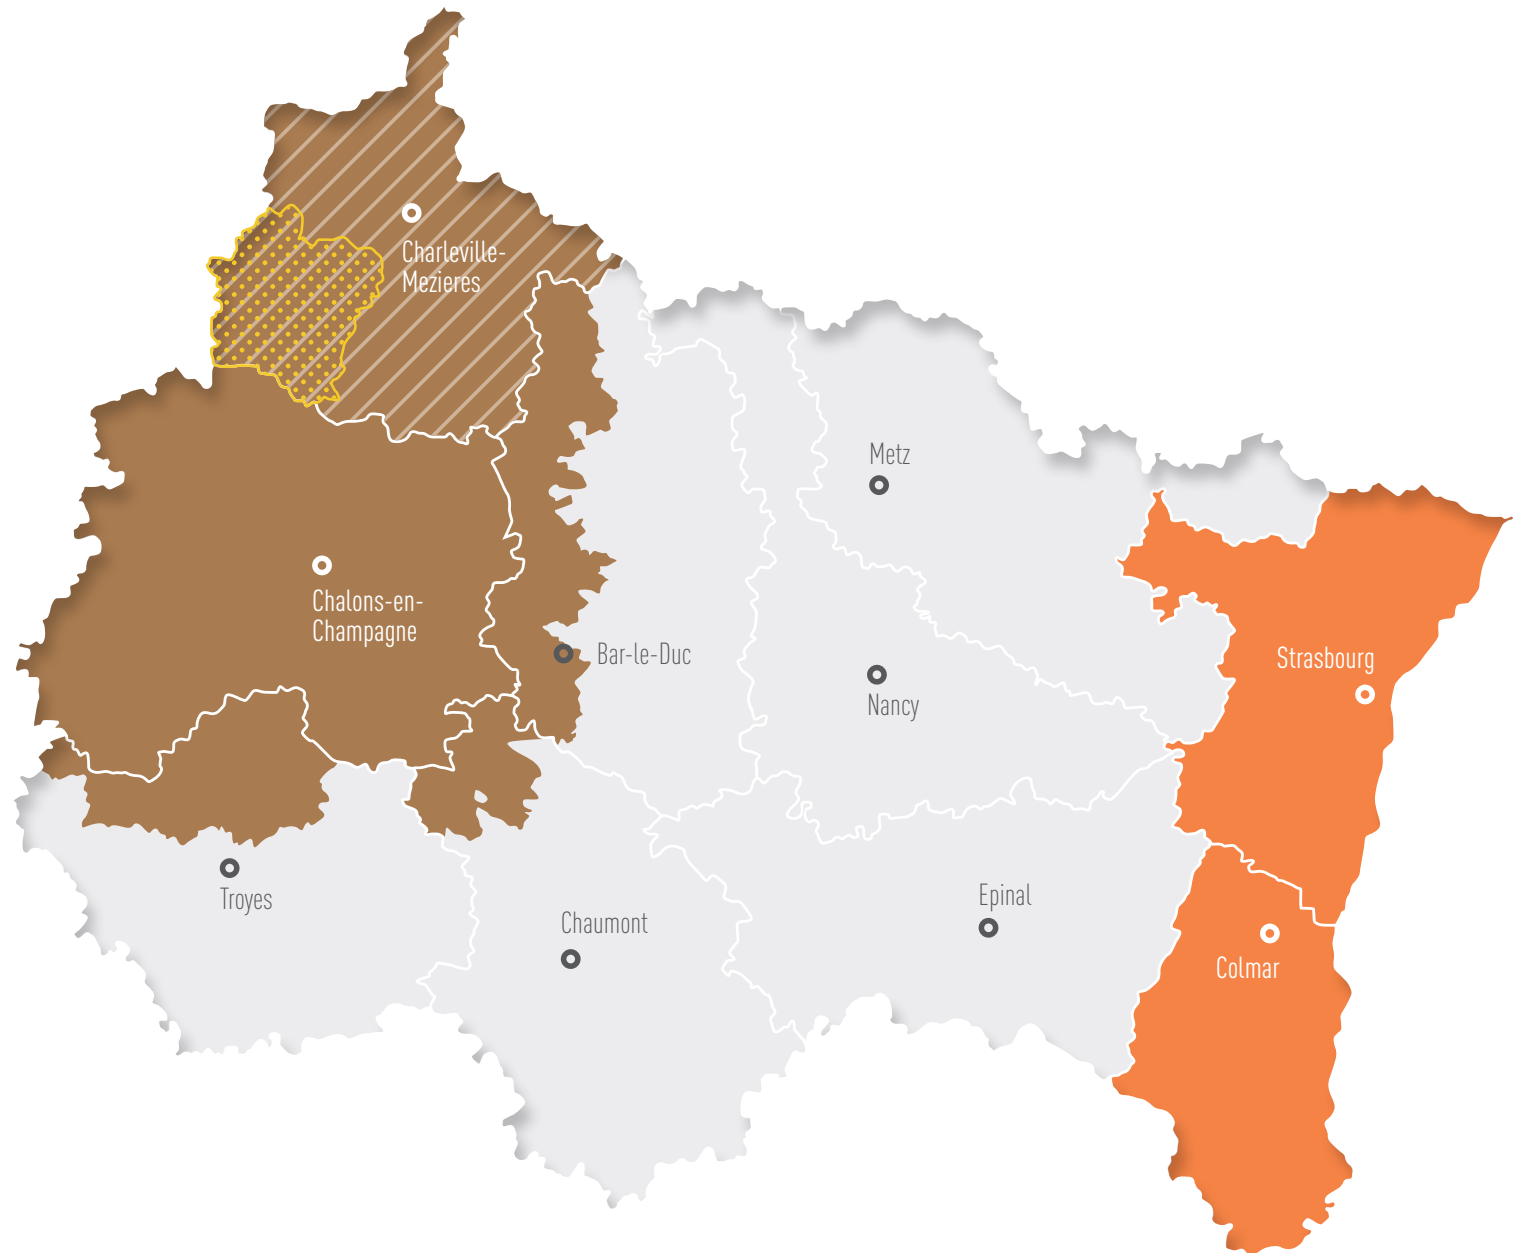 Charleville-
Mezieres
Metz
Chalons-en-
Champagne
Bar-le-Duc
Strasbourg
Nancy
Troyes
Epinal
Chaumont
Colmar